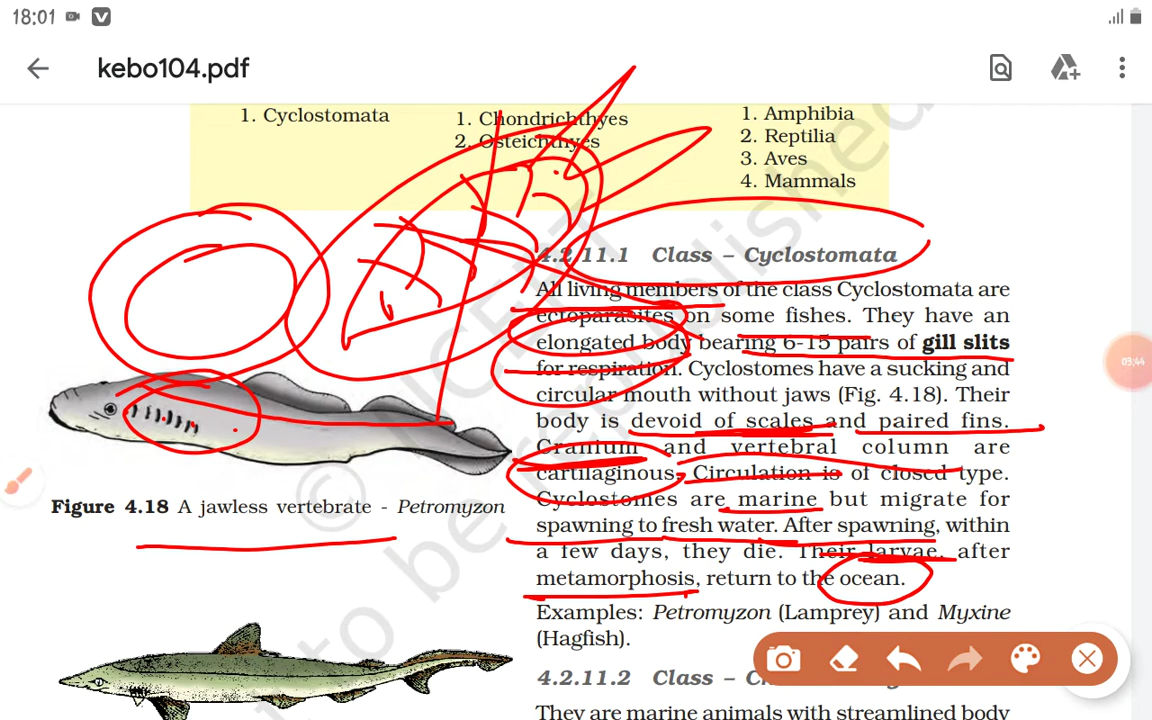 18:01
kebo104.pdf
1. Cyclostomata
1. Chondrichthyes
2. Osteichthyes
1. Amphibia
2. Reptilia
3. Aves
4. Mammals
4.2.11.1 Class – Cyclostomata
All living members of the class Cyclostomata are
ectoparasites on some fishes. They have an
elongated body bearing 6-15 pairs of gill slits
for respiration. Cyclostomes have a sucking and
circular mouth without jaws (Fig. 4.18). Their
body is devoid of scales and paired fins.
Cranium and vertebral column are
cartilaginous. Circulation is of closed type.
Cyclostomes are marine but migrate for
spawning to fresh water. After spawning, within
a few days, they die. Their larvae, after
metamorphosis, return to the ocean.
Examples: Petromyzon (Lamprey) and Myxine
(Hagfish).
4.2.11.2 Class –
They are marine animals with streamlined body
Figure 4.18 A jawless vertebrate - Petromyzon
03:44